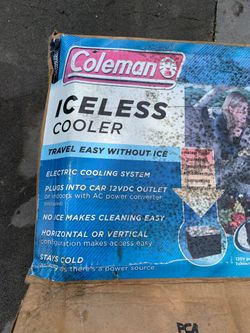 Coleman
ICELESS
COOLER
TRAVEL EASY WITHOUT ICE
ELECTRIC COOLING SYSTEM
PLUGS INTO CAR 12VDC OUTLET
or indoors with AC power converter
NO ICE MAKES CLEANING EASY
HORIZONTAL OR VERTICAL
configuration makes access easy
STAYS COLD
as there's a power source
PCA